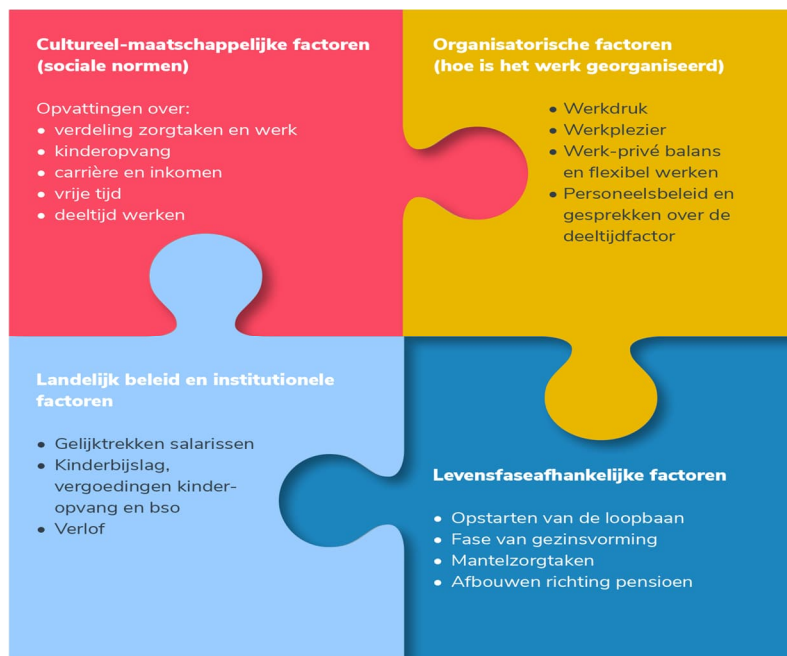 Cultureel-maatschappelijke factoren
(sociale normen)
Opvattingen over:
• verdeling zorgtaken en werk
• kinderopvang
• carrière en inkomen
• vrije tijd
• deeltijd werken
Organisatorische factoren
(hoe is het werk georganiseerd)
• Werkdruk
• Werkplezier
• Werk-privé balans
en flexibel werken
• Personeelsbeleid en
gesprekken over de
deeltijdfactor
Landelijk beleid en institutionele
factoren
• Gelijktrekken salarissen
• Kinderbijslag,
vergoedingen kinder-
opvang en bso
• Verlof
Levensfaseafhankelijke factoren
• Opstarten van de loopbaan
• Fase van gezinsvorming
• Mantelzorgtaken
• Afbouwen richting pensioen